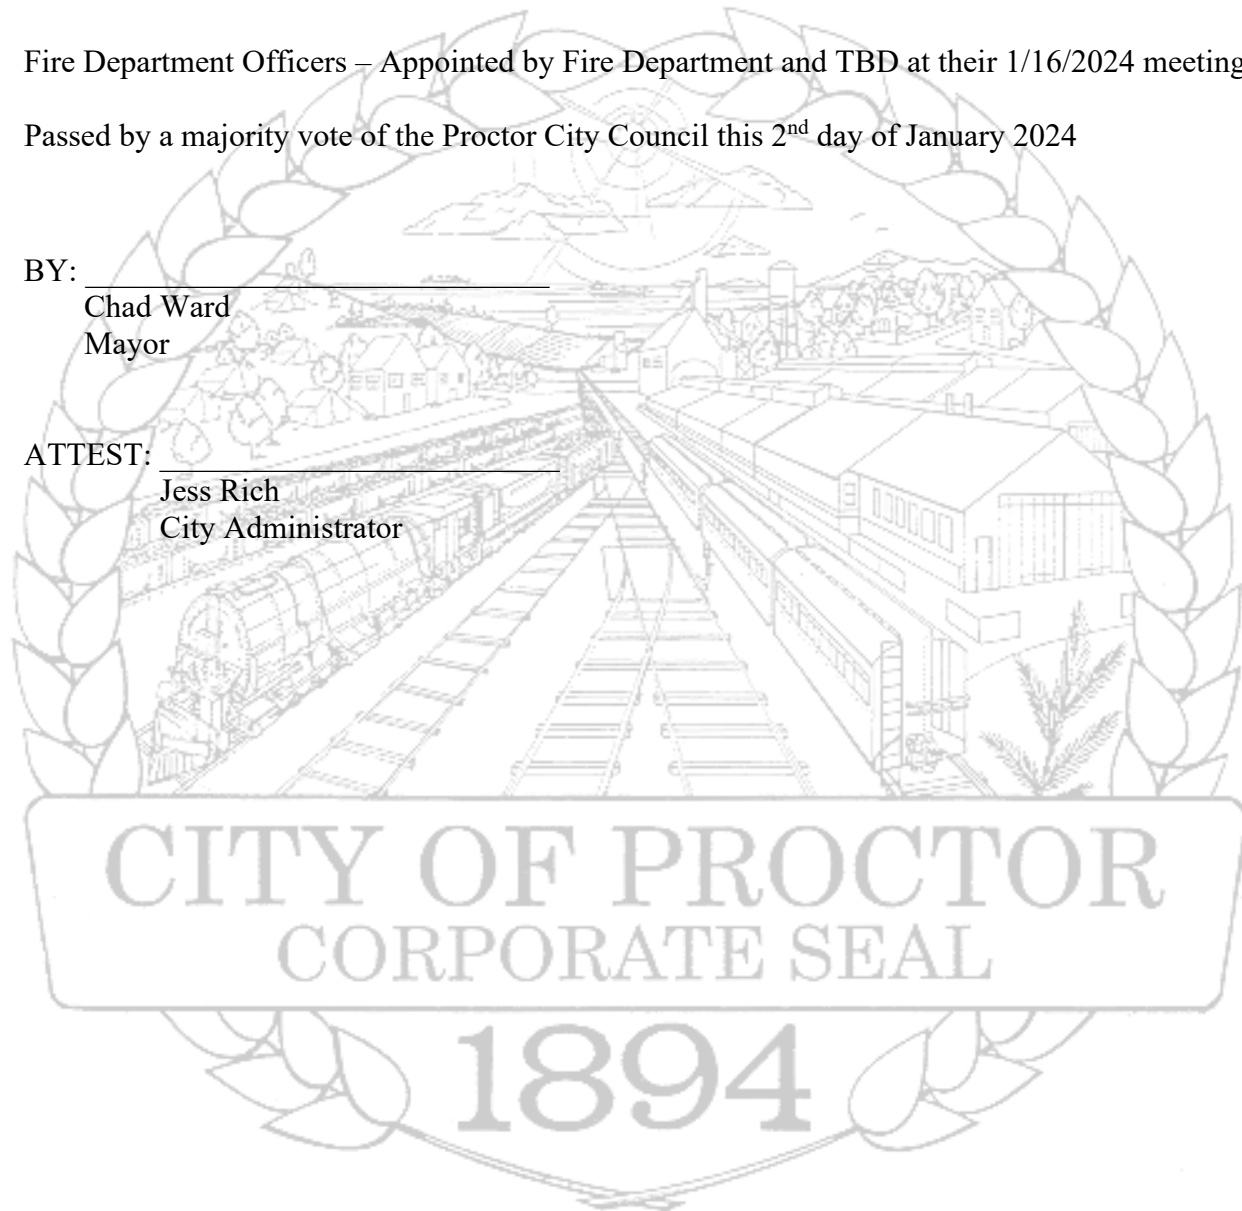 Fire Department Officers – Appointed by Fire Department and TBD at their 1/16/2024 meeting
Passed by a majority vote of the Proctor City Council this 2nd day of January 2024
BY: _____________________________
Chad Ward
Mayor
ATTEST: _________________________
Jess Rich
City Administrator
CITY OF PROCTOR
CORPORATE SEAL
1894